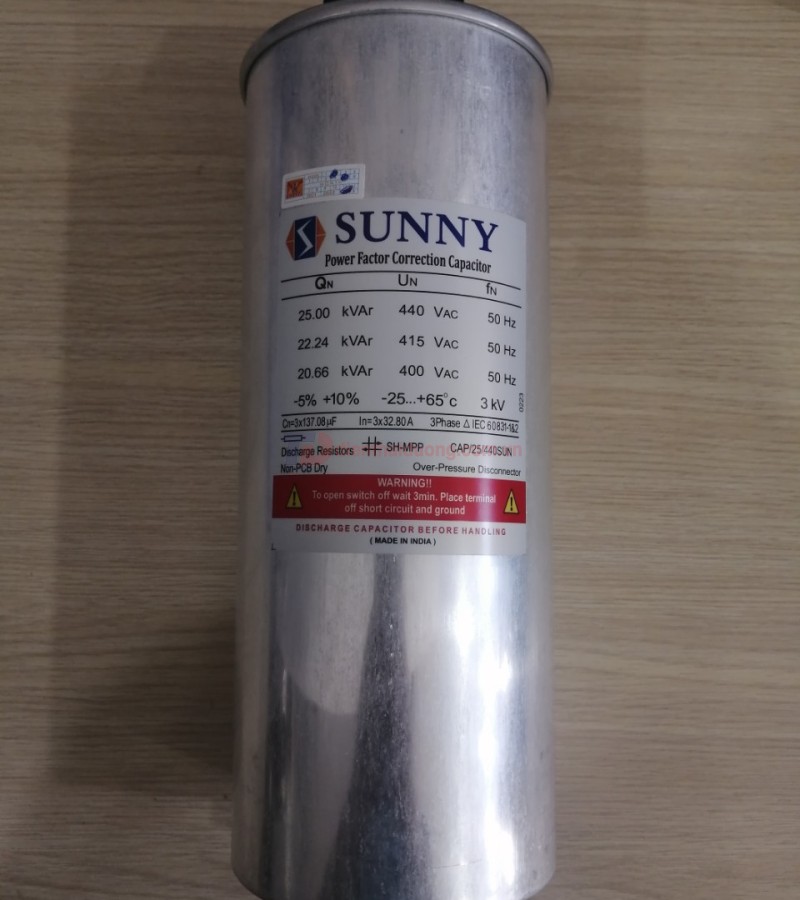 SUNNY
Power Factor Correction Capacitor
QN UN fN
25.00 kVAr 440 VAC 50 Hz
22.24 kVAr 415 VAC 50 Hz
20.66 kVAr 400 VAC 50 Hz
-5% +10% -25...+65°c 3 kV
0223
Cn=3x137.08µF In=3x32.80A 3Phase Δ IEC 60831-1&2
Discharge Resistors SH-MPP CAP/25/440SUN
Non-PCB Dry Over-Pressure Disconnector
WARNING!!
To open switch off wait 3min. Place terminal
off short circuit and ground
DISCHARGE CAPACITOR BEFORE HANDLING
( MADE IN INDIA )